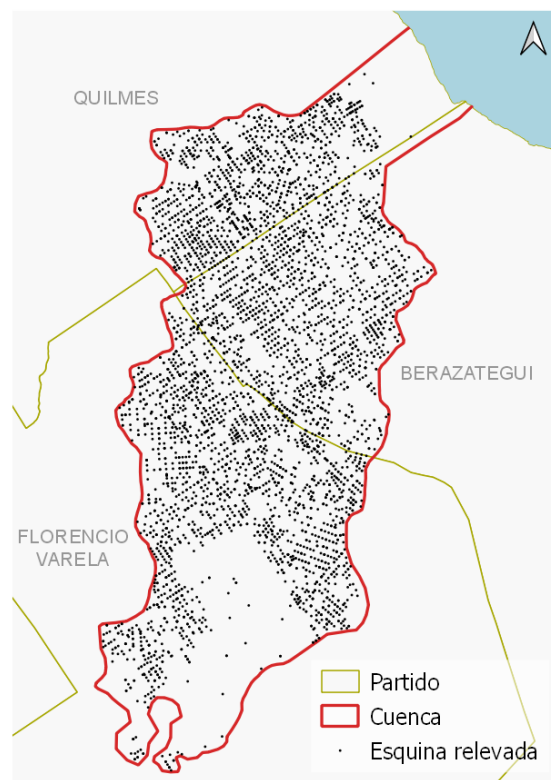 QUILMES
BERAZATEGUI
FLORENCIO
VARELA
Partido
Cuenca
Esquina relevada